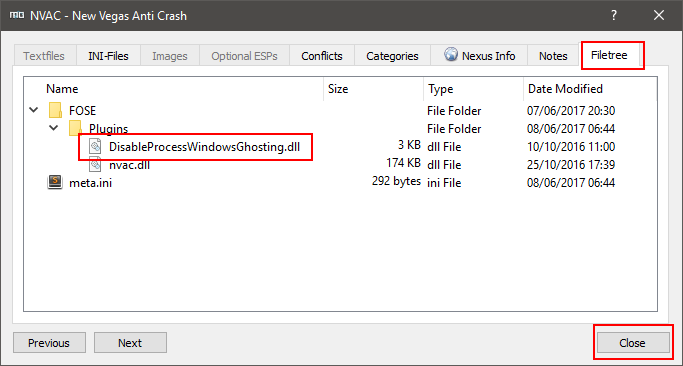 NVAC - New Vegas Anti Crash
Textfiles INI-Files Images Optional ESPs Conflicts Categories Nexus Info Notes Filetree
Name Size Type Date Modified
FOSE File Folder 07/06/2017 20:30
Plugins File Folder 08/06/2017 06:44
DisableProcessWindowsGhosting.dll 3 KB dll File 10/10/2016 11:00
nvac.dll 174 KB dll File 25/10/2016 17:39
meta.ini 292 bytes ini File 08/06/2017 06:44
Previous Next Close